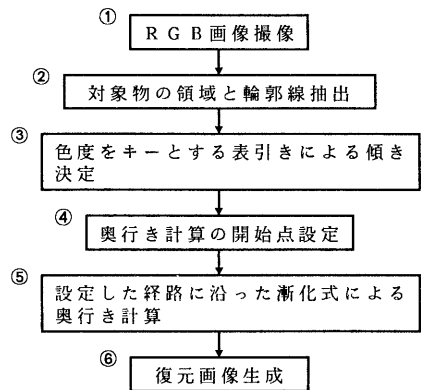 ①
RGB画像撮像
②
対象物の領域と輪郭線抽出
③
色度をキーとする表引きによる傾き
決定
④
奥行き計算の開始点設定
⑤
設定した経路に沿った漸化式による
奥行き計算
⑥
復元画像生成